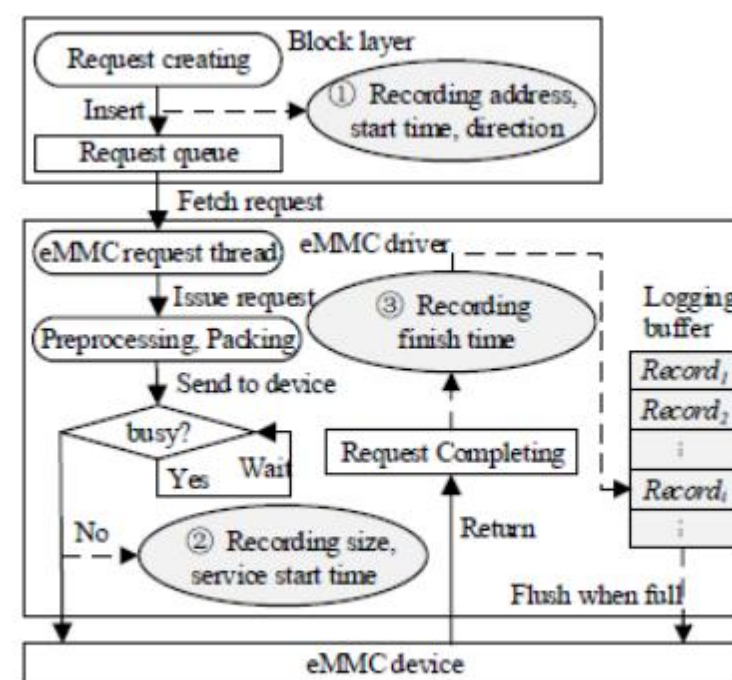 Block layer
Request creating
① Recording address,
start time, direction
Insert
Request queue
Fetch request
eMMC request thread
eMMC driver
Issue request
③ Recording
finish time
Logging
buffer
Preprocessing, Packing
Record₁
Send to device
Record₂
busy?
⋮
Request Completing
Yes
Wait
Recordᵢ
No
② Recording size,
service start time
Return
⋮
Flush when full
eMMC device